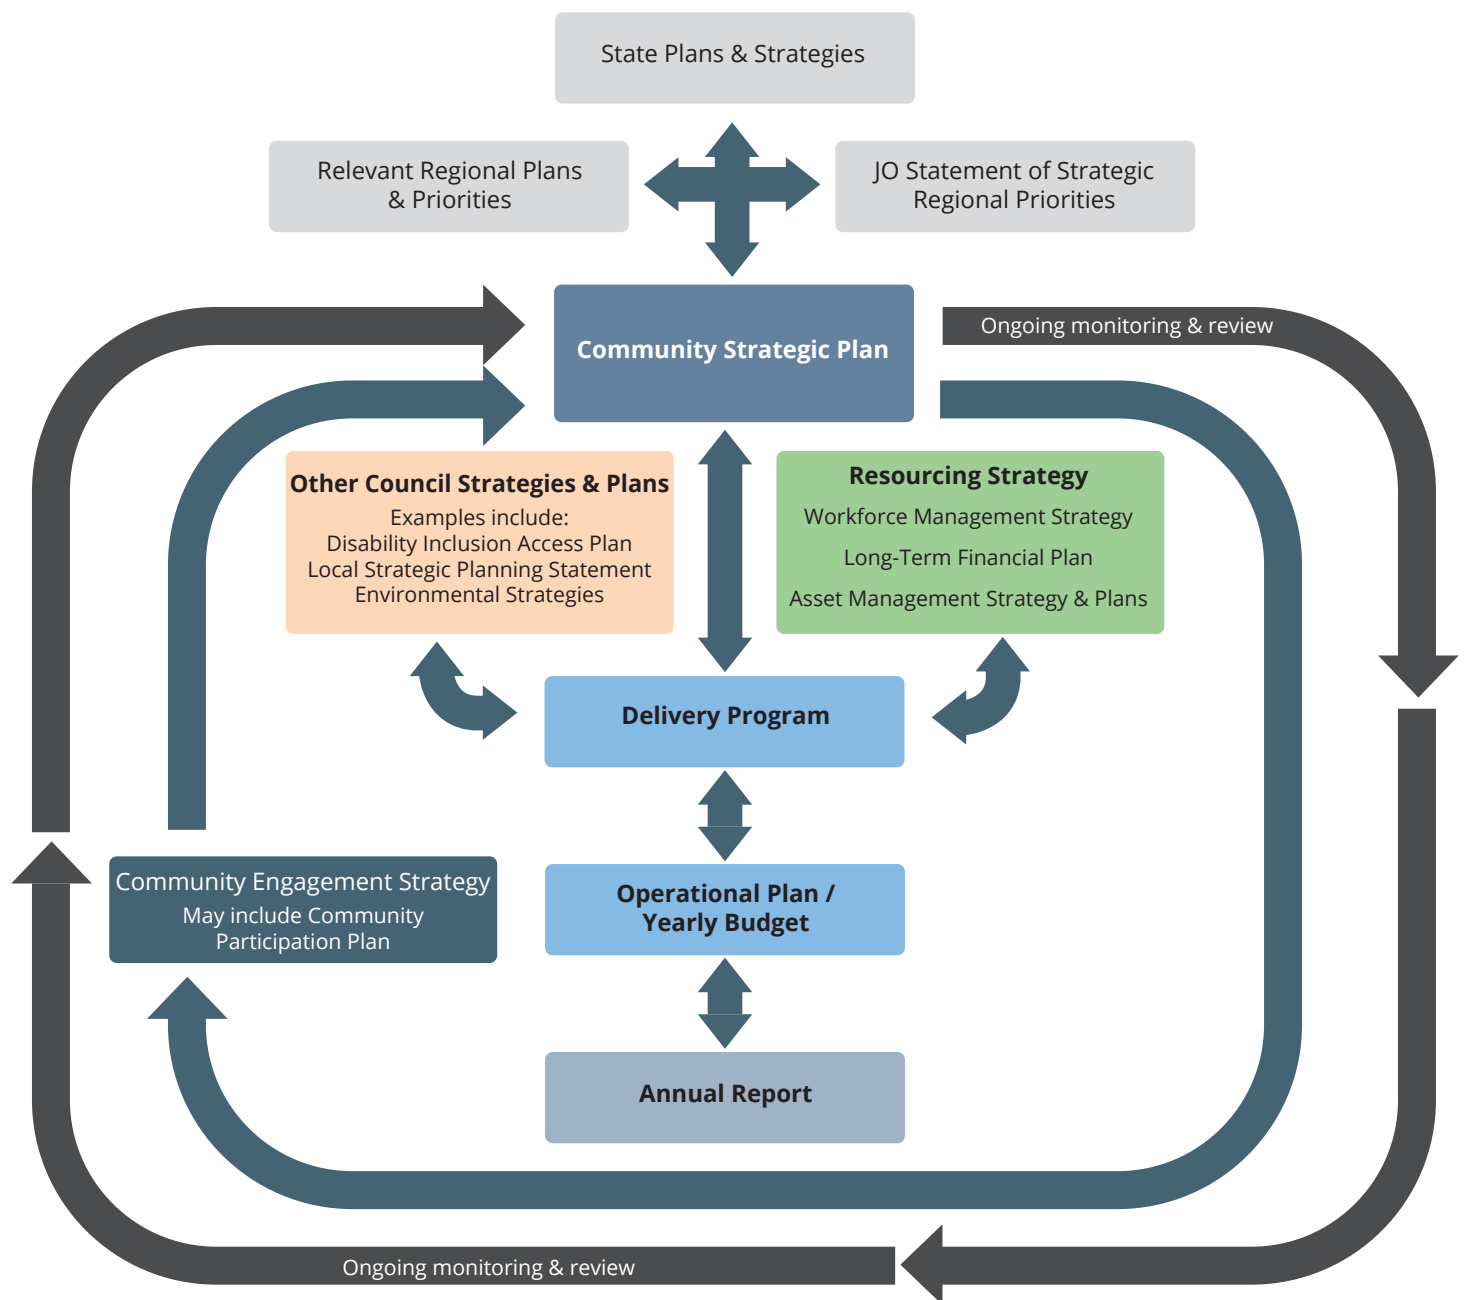 State Plans & Strategies
Relevant Regional Plans
& Priorities
JO Statement of Strategic
Regional Priorities
Community Strategic Plan
Ongoing monitoring & review
Other Council Strategies & Plans
Examples include:
Disability Inclusion Access Plan
Local Strategic Planning Statement
Environmental Strategies
Resourcing Strategy
Workforce Management Strategy
Long-Term Financial Plan
Asset Management Strategy & Plans
Delivery Program
Community Engagement Strategy
May include Community
Participation Plan
Operational Plan /
Yearly Budget
Annual Report
Ongoing monitoring & review